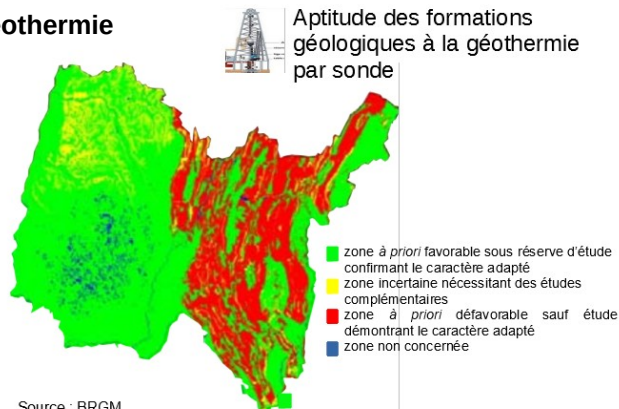 othermie
Aptitude des formations
géologiques à la géothermie
par sonde
zone à priori favorable sous réserve d'étude
confirmant le caractère adapté
zone incertaine nécessitant des études
complémentaires
zone à priori défavorable sauf étude
démontrant le caractère adapté
zone non concernée
Source : BRGM